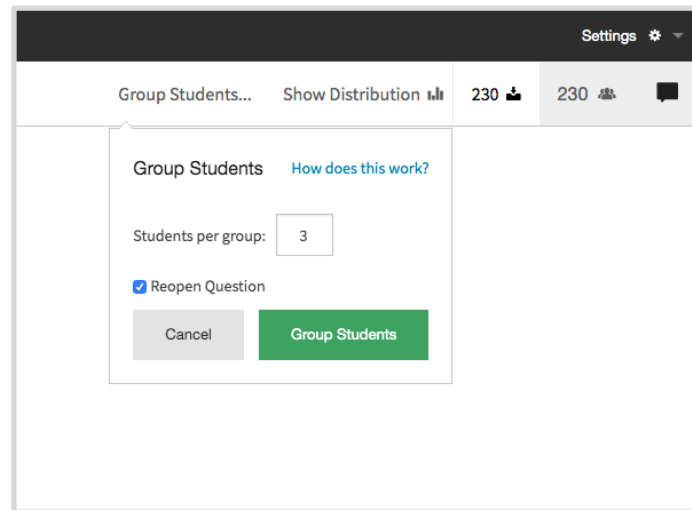 Settings
Group Students... Show Distribution 230 230
Group Students How does this work?
Students per group: 3
Reopen Question
Cancel Group Students